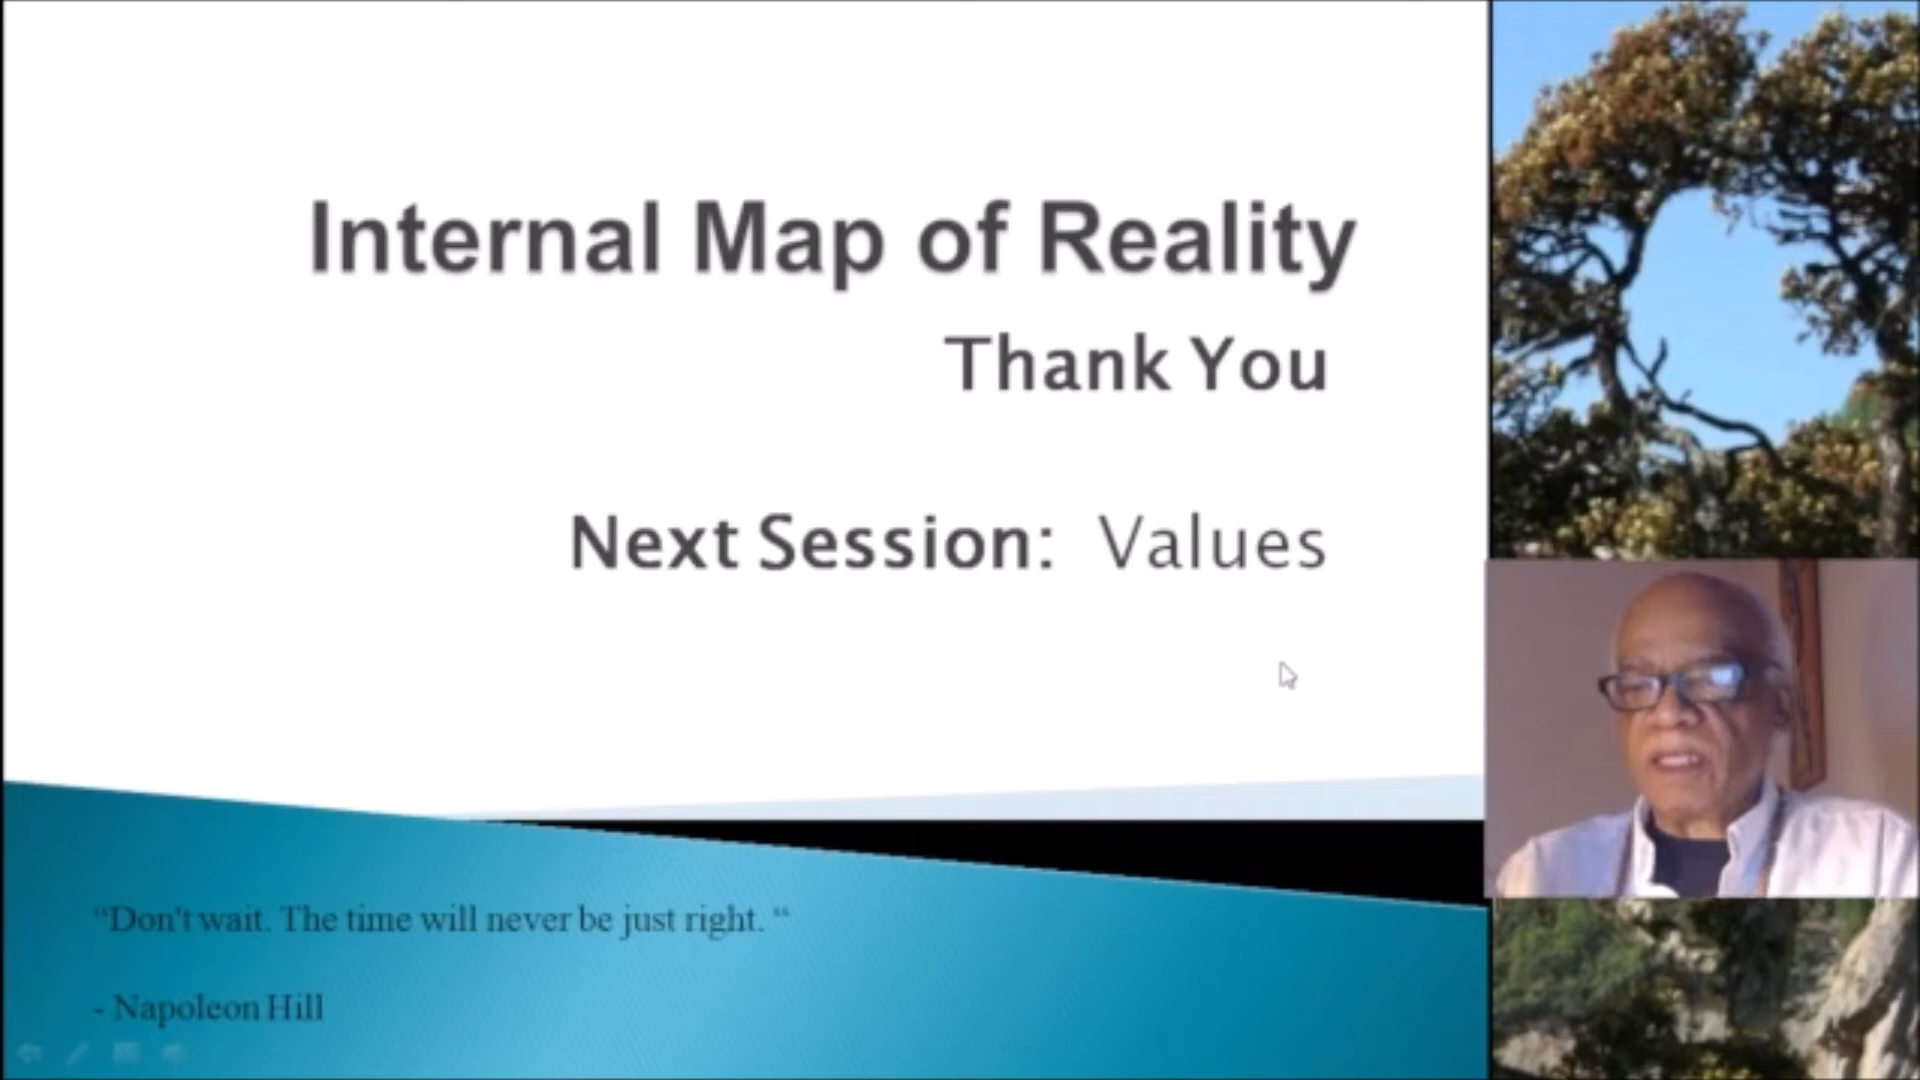 Internal Map of Reality
Thank You
Next Session: Values
“Don't wait. The time will never be just right. “
- Napoleon Hill